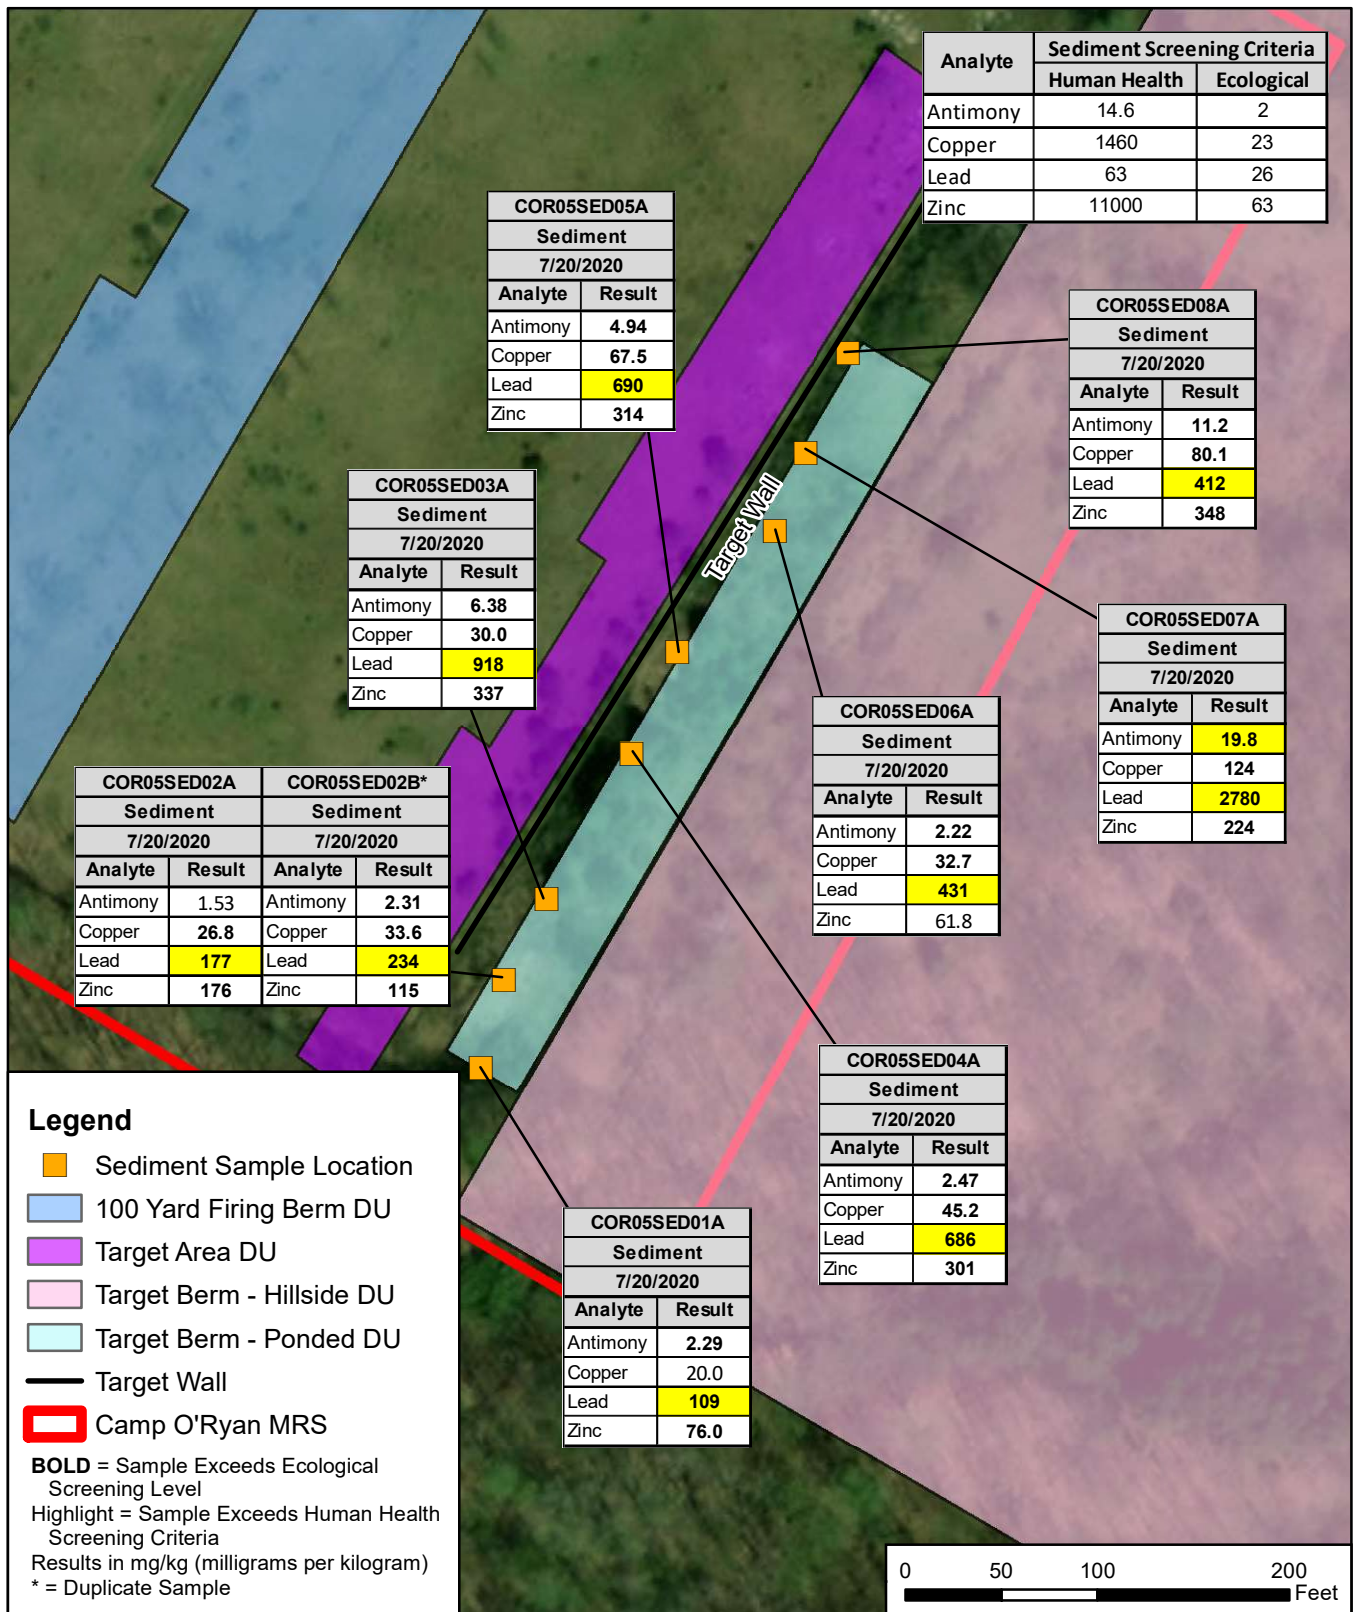 Analyte Sediment Screening Criteria
Human Health Ecological
Antimony 14.6 2
Copper 1460 23
Lead 63 26
Zinc 11000 63
COR05SED05A
Sediment
7/20/2020
Analyte Result
Antimony 4.94
Copper 67.5
Lead 690
Zinc 314
COR05SED08A
Sediment
7/20/2020
Analyte Result
Antimony 11.2
Copper 80.1
Lead 412
Zinc 348
COR05SED03A
Sediment
7/20/2020
Analyte Result
Antimony 6.38
Copper 30.0
Lead 918
Zinc 337
Target Wall
COR05SED07A
Sediment
7/20/2020
Analyte Result
Antimony 19.8
Copper 124
Lead 2780
Zinc 224
COR05SED06A
Sediment
7/20/2020
Analyte Result
Antimony 2.22
Copper 32.7
Lead 431
Zinc 61.8
COR05SED02A COR05SED02B*
Sediment Sediment
7/20/2020 7/20/2020
Analyte Result Analyte Result
Antimony 1.53 Antimony 2.31
Copper 26.8 Copper 33.6
Lead 177 Lead 234
Zinc 176 Zinc 115
COR05SED04A
Sediment
7/20/2020
Analyte Result
Antimony 2.47
Copper 45.2
Lead 686
Zinc 301
COR05SED01A
Sediment
7/20/2020
Analyte Result
Antimony 2.29
Copper 20.0
Lead 109
Zinc 76.0
Legend
Sediment Sample Location
100 Yard Firing Berm DU
Target Area DU
Target Berm - Hillside DU
Target Berm - Ponded DU
Target Wall
Camp O'Ryan MRS
BOLD = Sample Exceeds Ecological
Screening Level
Highlight = Sample Exceeds Human Health
Screening Criteria
Results in mg/kg (milligrams per kilogram)
* = Duplicate Sample
0 50 100 200
Feet